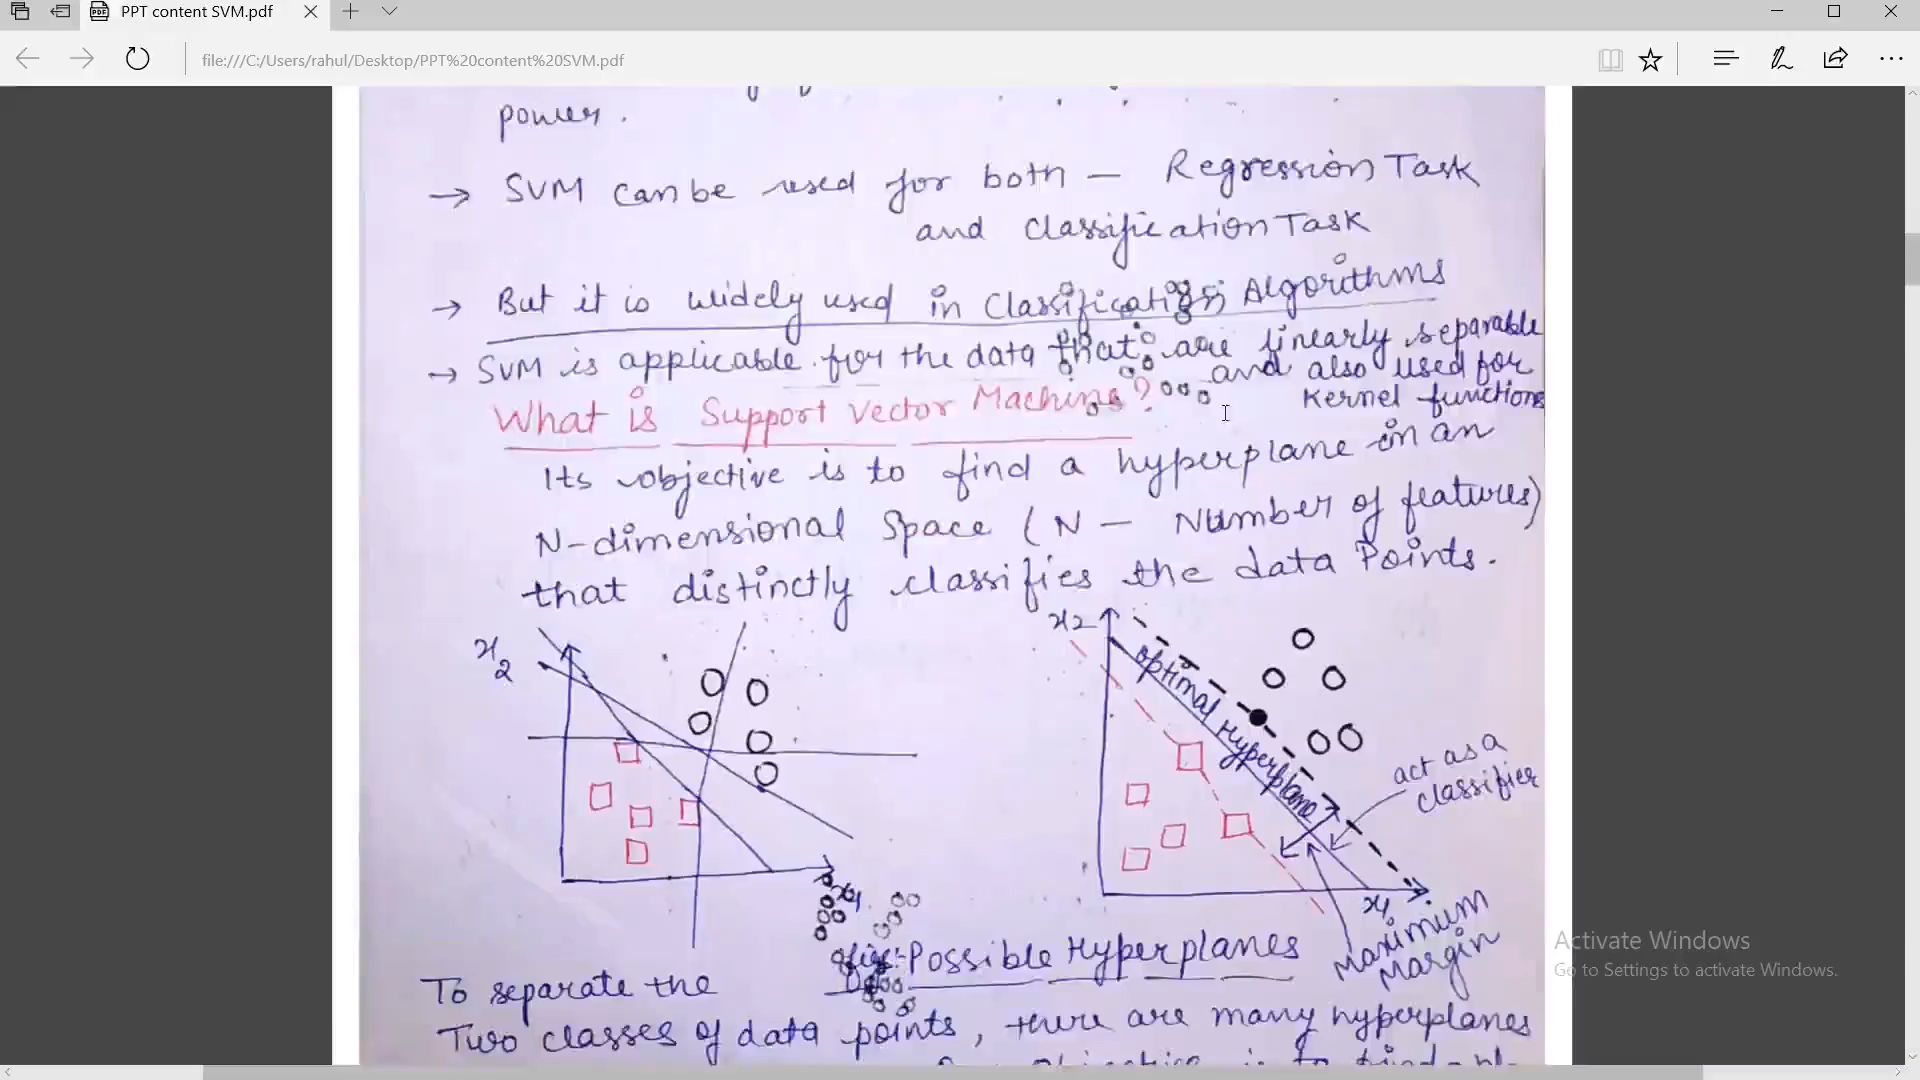 PPT content SVM.pdf
file:///C:/Users/rahul/Desktop/PPT%20content%20SVM.pdf
power.
→ SVM can be used for both — Regression Task
and Classification Task
→ But it is widely used in Classification Algorithms
→ SVM is applicable for the data that are linearly separable
and also used for
Kernel functions
What is Support Vector Machine?
Its objective is to find a hyperplane in an
N-dimensional Space (N — Number of features)
that distinctly classifies the data Points.
x2
x1
x2
optimal Hyperplane
act as a
classifier
x1
Maximum
Margin
fig:- Possible Hyperplanes
To separate the
Two classes of data points, there are many hyperplanes
Activate Windows
Go to Settings to activate Windows.